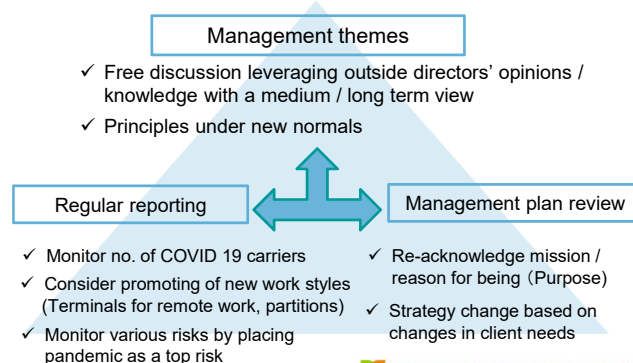 Management themes
✓ Free discussion leveraging outside directors’ opinions /
knowledge with a medium / long term view
✓ Principles under new normals
Regular reporting
✓ Monitor no. of COVID 19 carriers
✓ Consider promoting of new work styles
(Terminals for remote work, partitions)
✓ Monitor various risks by placing
pandemic as a top risk
Management plan review
✓ Re-acknowledge mission /
reason for being（Purpose）
✓ Strategy change based on
changes in client needs